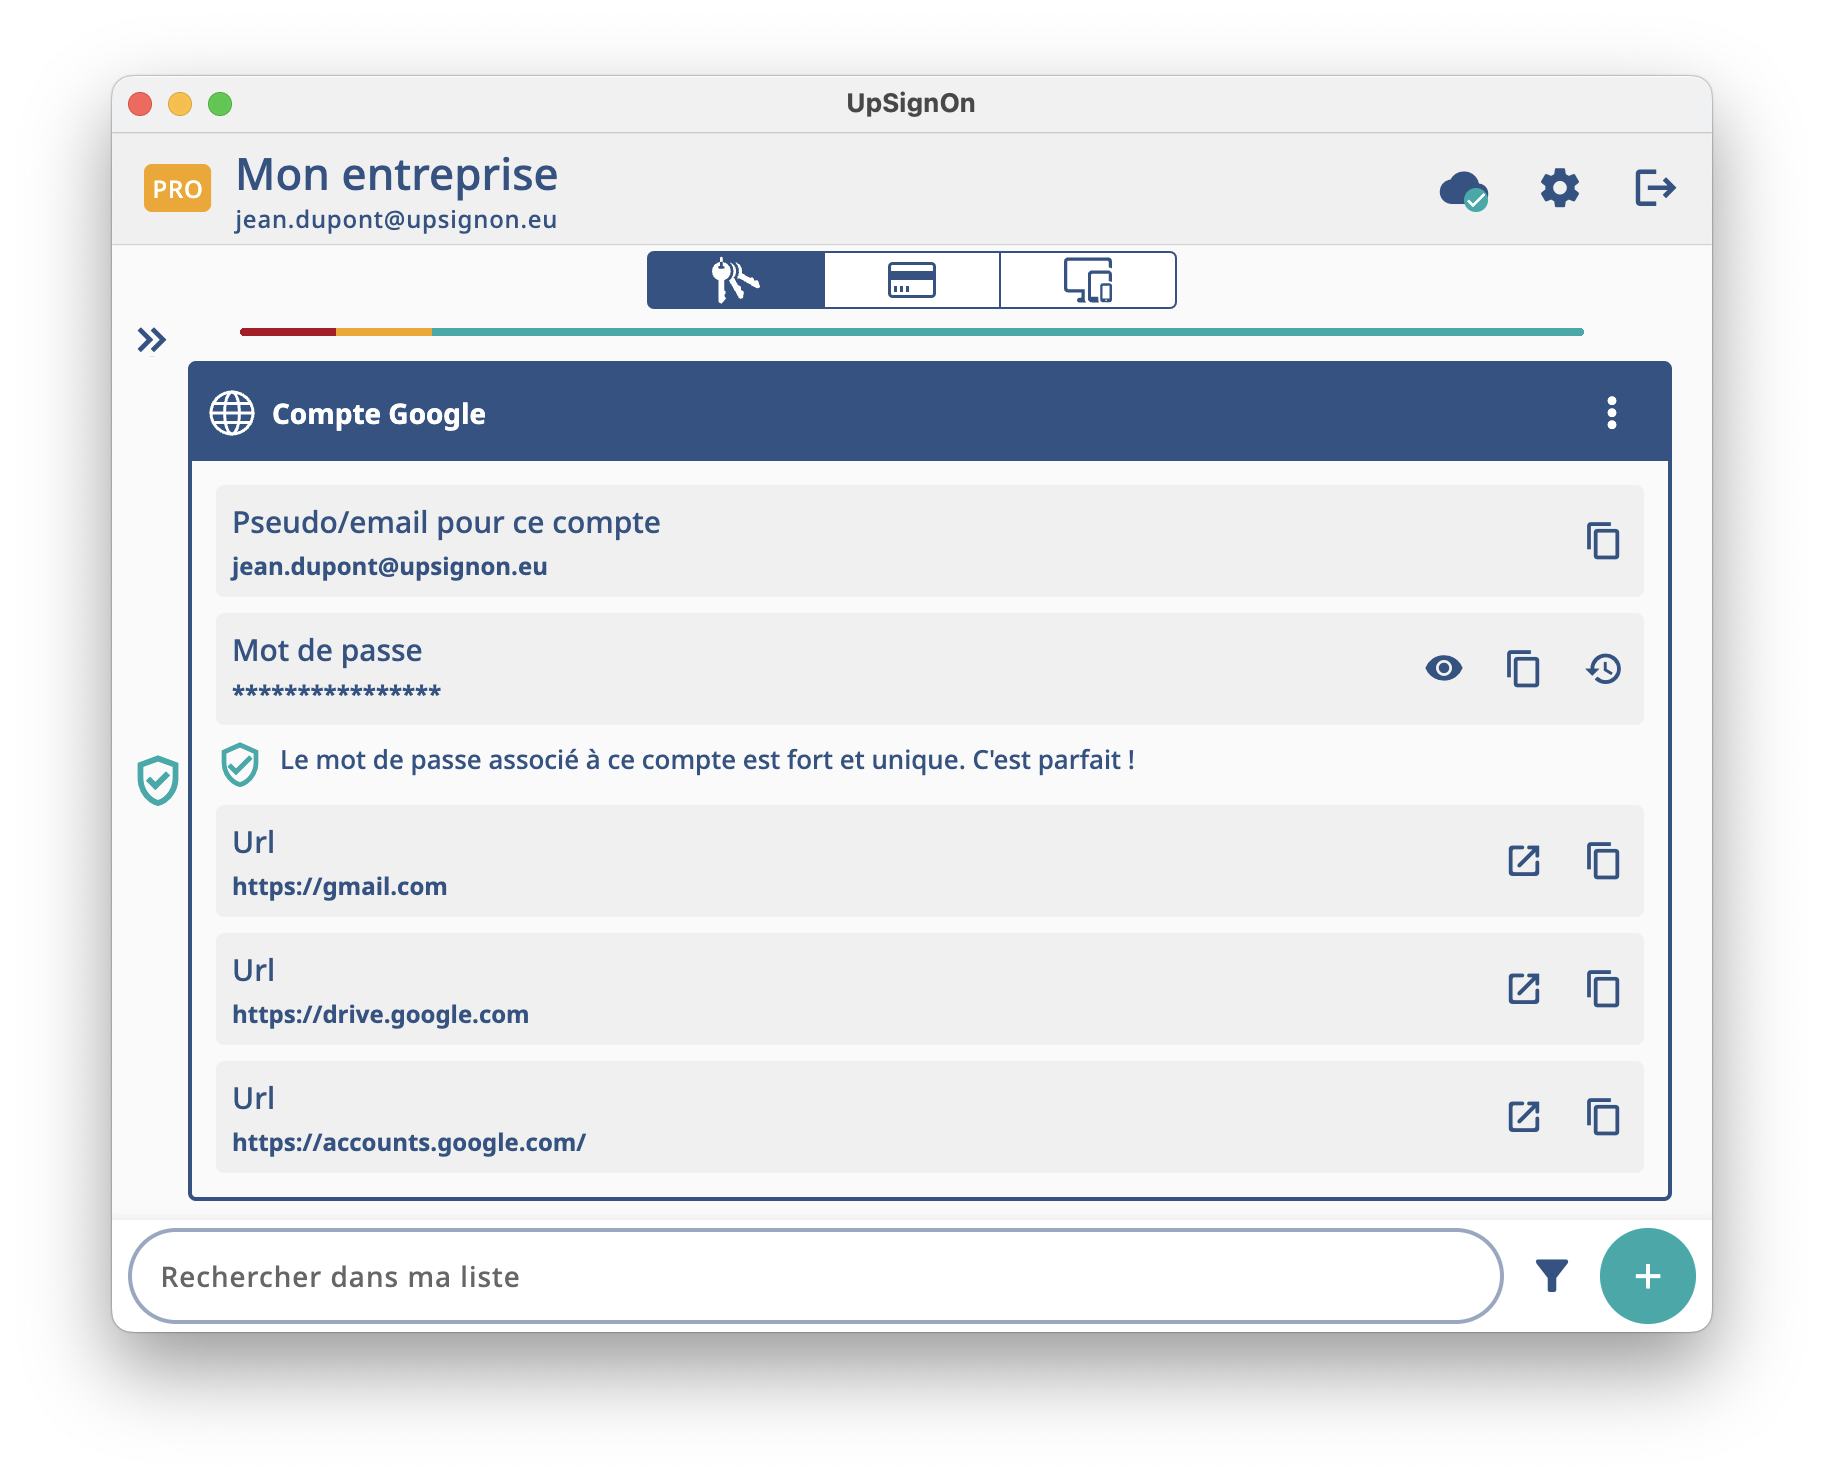 UpSignOn
PRO
Mon entreprise
jean.dupont@upsignon.eu
Compte Google
Pseudo/email pour ce compte
jean.dupont@upsignon.eu
Mot de passe
****************
Le mot de passe associé à ce compte est fort et unique. C'est parfait !
Url
https://gmail.com
Url
https://drive.google.com
Url
https://accounts.google.com/
Rechercher dans ma liste